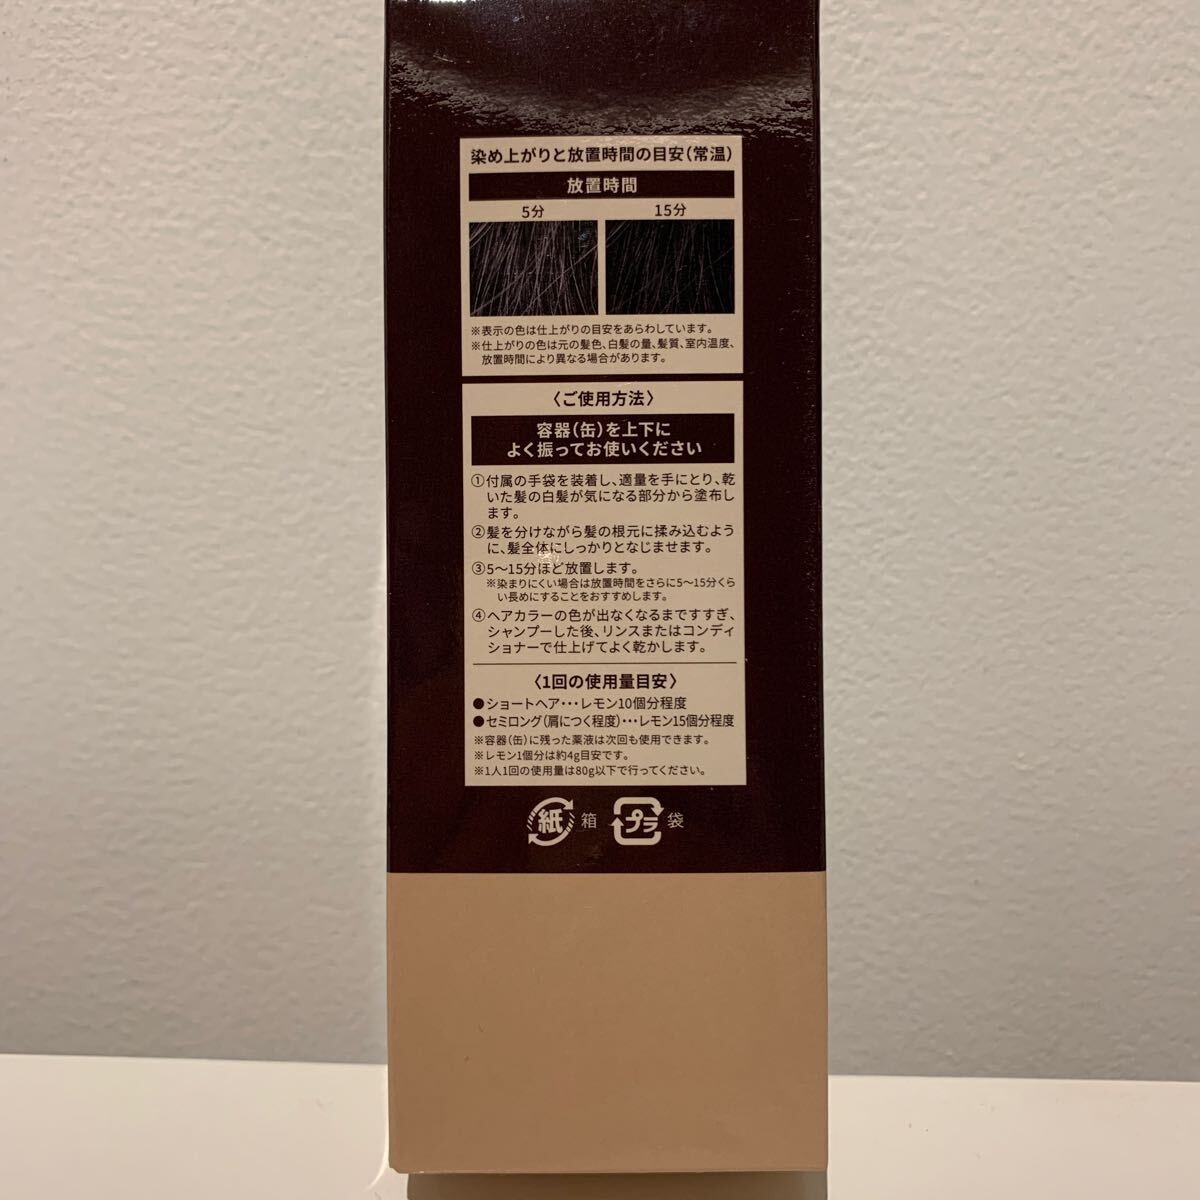 染め上がりと放置時間の目安(常温)
放置時間
5分 15分
※表示の色は仕上がりの目安をあらわしています。
※仕上がりの色は元の髪色、白髪の量、髪質、室内温度、
放置時間により異なる場合があります。
〈ご使用方法〉
容器(缶)を上下に
よく振ってお使いください
①付属の手袋を装着し、適量を手にとり、乾
いた髪の白髪が気になる部分から塗布し
ます。
②髪を分けながら髪の根元に揉み込むよう
に、髪全体にしっかりとなじませます。
③5〜15分ほど放置します。
※染まりにくい場合は放置時間をさらに5〜15分くら
い長めにすることをおすすめします。
④ヘアカラーの色が出なくなるまですすぎ、
シャンプーした後、リンスまたはコンディ
ショナーで仕上げてよく乾かします。
〈1回の使用量目安〉
●ショートヘア・・・レモン10個分程度
●セミロング(肩につく程度)・・・レモン15個分程度
※容器(缶)に残った薬液は次回も使用できます。
※レモン1個分は約4g目安です。
※1人1回の使用量は80g以下で行ってください。
紙 箱 プラ 袋